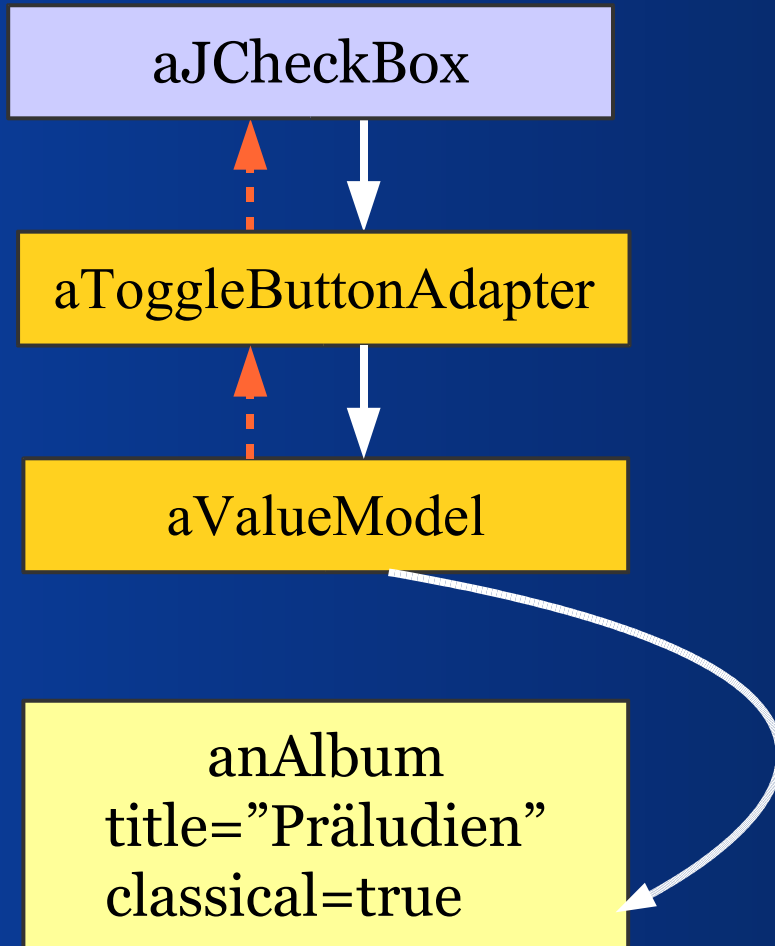 aJCheckBox
aToggleButtonAdapter
aValueModel
anAlbum
title=”Präludien”
classical=true